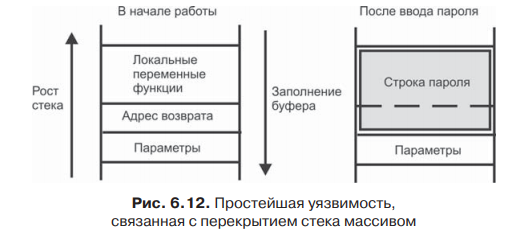 В начале работы
После ввода пароля
Рост
стека
Локальные
переменные
функции
Адрес возврата
Параметры
Заполнение
буфера
Строка пароля
Параметры
Рис. 6.12. Простейшая уязвимость,
связанная с перекрытием стека массивом